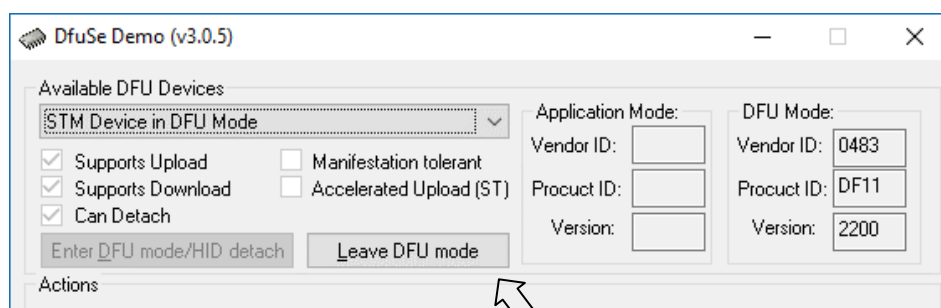 DfuSe Demo (v3.0.5)
Available DFU Devices
STM Device in DFU Mode
Supports Upload
Manifestation tolerant
Supports Download
Accelerated Upload (ST)
Can Detach
Enter DFU mode/HID detach
Leave DFU mode
Application Mode:
Vendor ID:
Procuct ID:
Version:
DFU Mode:
Vendor ID: 0483
Procuct ID: DF11
Version: 2200
Actions